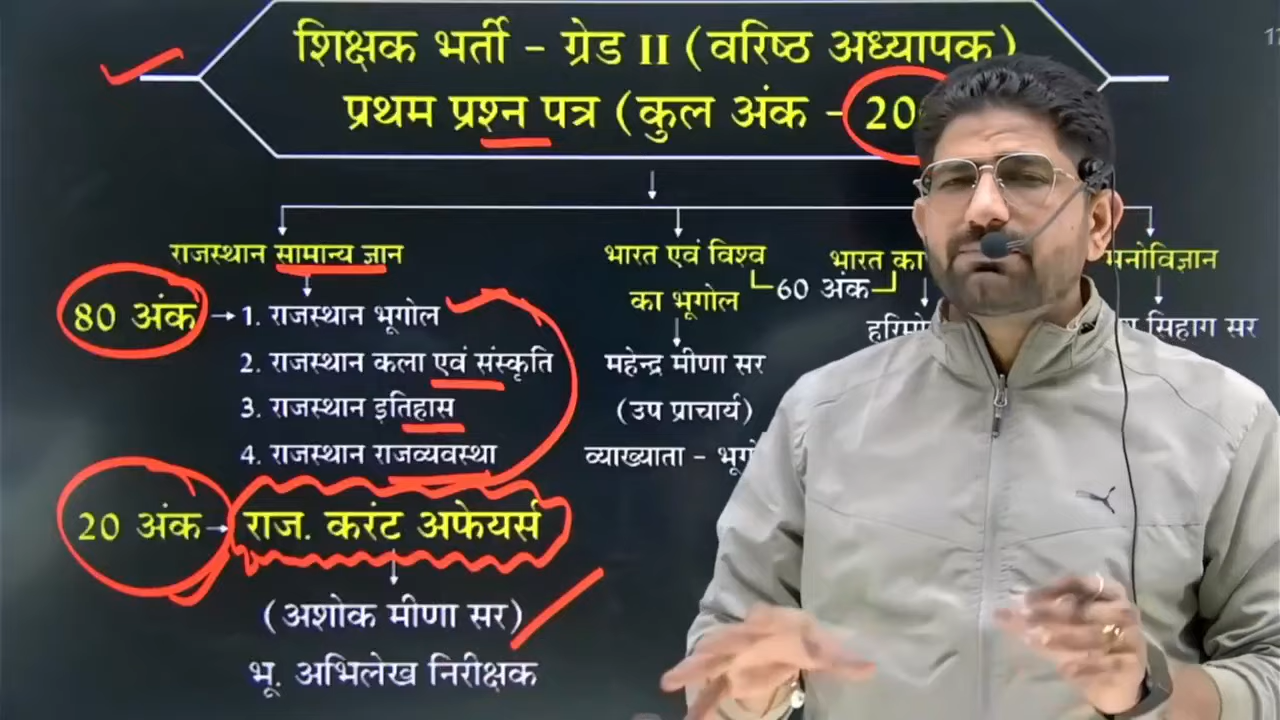 शिक्षक भर्ती - ग्रेड II (वरिष्ठ अध्यापक)
प्रथम प्रश्न पत्र (कुल अंक - 20
राजस्थान सामान्य ज्ञान
80 अंक → 1. राजस्थान भूगोल
2. राजस्थान कला एवं संस्कृति
3. राजस्थान इतिहास
4. राजस्थान राजव्यवस्था
20 अंक → राज. करंट अफेयर्स
(अशोक मीणा सर)
भू. अभिलेख निरीक्षक
भारत एवं विश्व
का भूगोल
60 अंक
महेन्द्र मीणा सर
(उप प्राचार्य)
व्याख्याता -
भारत का
मनोविज्ञान
सिहाग सर